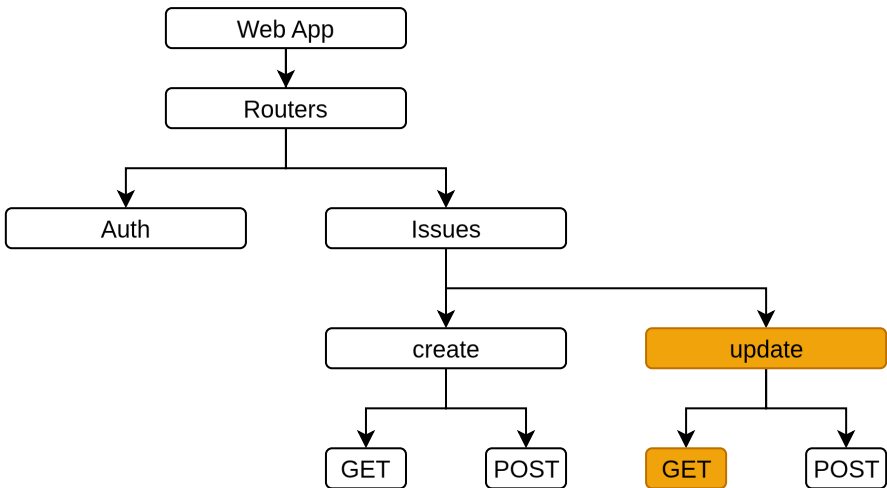 Web App
Routers
Auth
Issues
create
update
GET
POST
GET
POST